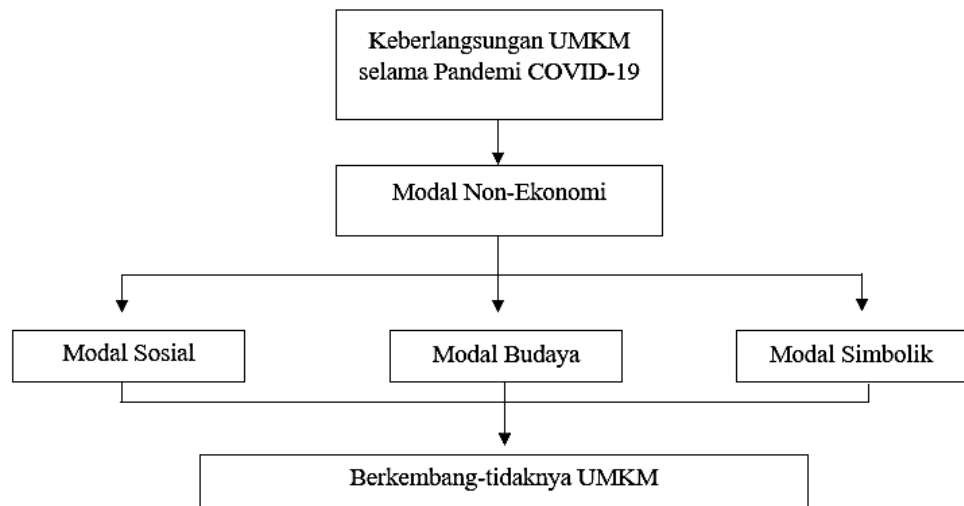 Keberlangsungan UMKM
selama Pandemi COVID-19
Modal Non-Ekonomi
Modal Sosial
Modal Budaya
Modal Simbolik
Berkembang-tidaknya UMKM